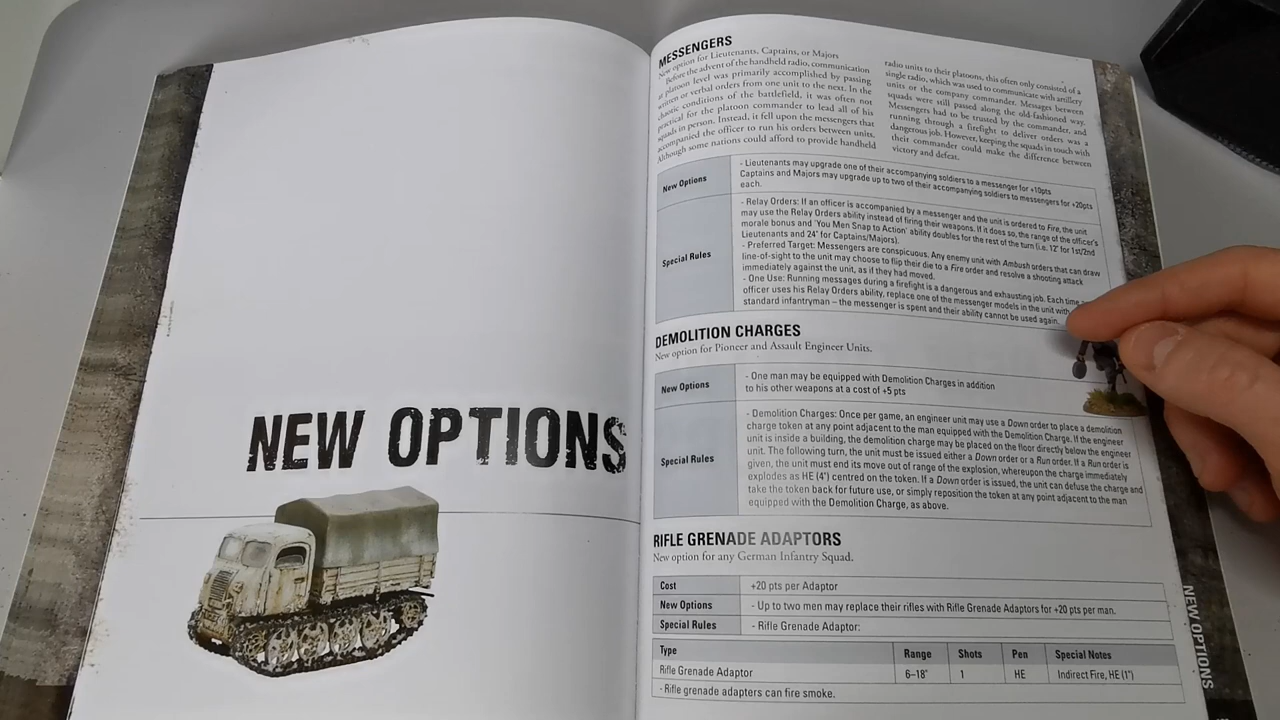 NEW OPTIONS
MESSENGERS
New option for Lieutenants, Captains, or Majors
Before the advent of the handheld radio, communication
at platoon level was primarily accomplished by passing
written or verbal orders from one unit to the next. In the
chaotic conditions of the battlefield, it was often not
practical for the platoon commander to lead all of his
squads in person. Instead, it fell upon the messengers that
accompanied the officer to run his orders between units.
Although some nations could afford to provide handheld
radio units to their platoons, this often only consisted of a
single radio, which was used to communicate with artillery
units or the company commander. Messages between
squads were still passed along the old-fashioned way.
Messengers had to be trusted by the commander, and
running through a firefight to deliver orders was a
dangerous job. However, keeping the squads in touch with
their commander could make the difference between
victory and defeat.
New Options
- Lieutenants may upgrade one of their accompanying soldiers to a messenger for +10pts
Captains and Majors may upgrade up to two of their accompanying soldiers to messengers for +20pts
each.
Special Rules
- Relay Orders: If an officer is accompanied by a messenger and the unit is ordered to Fire, the unit
may use the Relay Orders ability instead of firing their weapons. If it does so, the range of the officer's
morale bonus and 'You Men Snap to Action' ability doubles for the rest of the turn (i.e. 12" for 1st/2nd
Lieutenants and 24" for Captains/Majors).
- Preferred Target: Messengers are conspicuous. Any enemy unit with Ambush orders that can draw
line-of-sight to the unit may choose to flip their die to a Fire order and resolve a shooting attack
immediately against the unit, as if they had moved.
- One Use: Running messages during a firefight is a dangerous and exhausting job. Each time
officer uses his Relay Orders ability, replace one of the messenger models in the unit with
standard infantryman – the messenger is spent and their ability cannot be used again.
DEMOLITION CHARGES
New option for Pioneer and Assault Engineer Units.
New Options
- One man may be equipped with Demolition Charges in addition
to his other weapons at a cost of +5 pts
Special Rules
- Demolition Charges: Once per game, an engineer unit may use a Down order to place a demolition
charge token at any point adjacent to the man equipped with the Demolition Charge. If the engineer
unit is inside a building, the demolition charge may be placed on the floor directly below the engineer
unit. The following turn, the unit must be issued either a Down order or a Run order. If a Run order is
given, the unit must end its move out of range of the explosion, whereupon the charge immediately
explodes as HE (4") centred on the token. If a Down order is issued, the unit can defuse the charge and
take the token back for future use, or simply reposition the token at any point adjacent to the man
equipped with the Demolition Charge, as above.
RIFLE GRENADE ADAPTORS
New option for any German Infantry Squad.
Cost +20 pts per Adaptor
New Options - Up to two men may replace their rifles with Rifle Grenade Adaptors for +20 pts per man.
Special Rules - Rifle Grenade Adaptor:
Type Range Shots Pen Special Notes
Rifle Grenade Adaptor 6–18" 1 HE Indirect Fire, HE (1")
- Rifle grenade adapters can fire smoke.
NEW OPTIONS